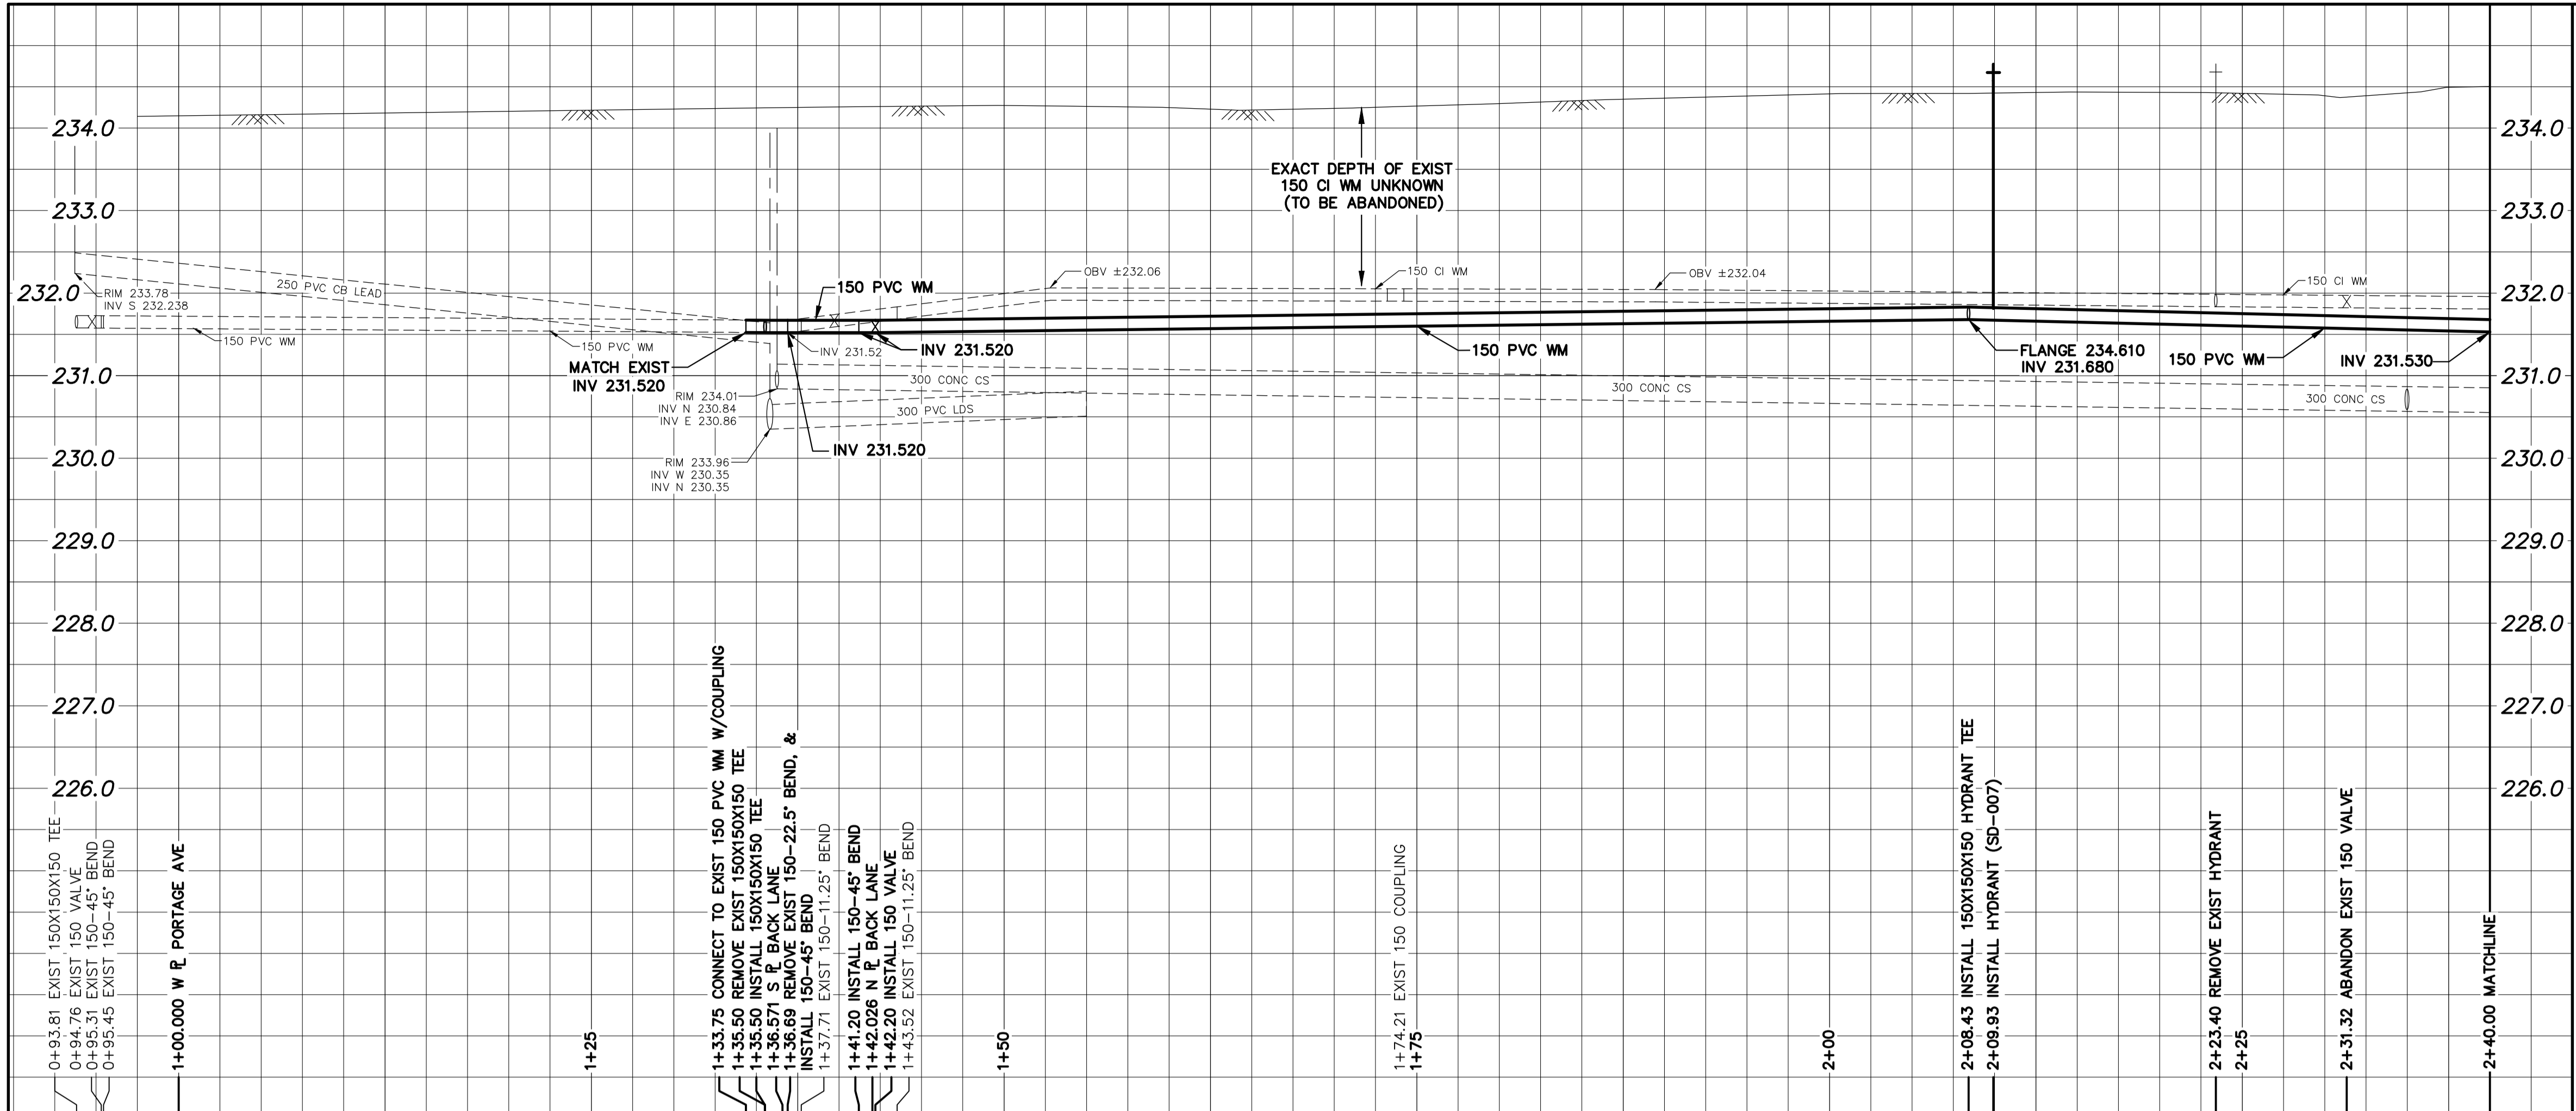 234.0
233.0
232.0
231.0
230.0
229.0
228.0
227.0
226.0
234.0
233.0
232.0
231.0
230.0
229.0
228.0
227.0
226.0
EXACT DEPTH OF EXIST
150 CI WM UNKNOWN
(TO BE ABANDONED)
RIM 233.78
INV S 232.238
250 PVC CB LEAD
150 PVC WM
150 PVC WM
MATCH EXIST
INV 231.520
150 PVC WM
INV 231.52
INV 231.520
OBV ±232.06
150 CI WM
OBV ±232.04
150 CI WM
150 PVC WM
FLANGE 234.610
INV 231.680
150 PVC WM
INV 231.530
RIM 234.01
INV N 230.84
INV E 230.86
300 CONC CS
300 PVC LDS
300 CONC CS
300 CONC CS
RIM 233.96
INV W 230.35
INV N 230.35
INV 231.520
0+93.81 EXIST 150X150X150 TEE
0+94.76 EXIST 150 VALVE
0+95.31 EXIST 150-45° BEND
0+95.45 EXIST 150-45° BEND
1+00.000 W PL PORTAGE AVE
1+25
1+33.75 CONNECT TO EXIST 150 PVC WM W/COUPLING
1+35.50 REMOVE EXIST 150X150X150 TEE
1+35.50 INSTALL 150X150X150 TEE
1+36.571 S PL BACK LANE
1+36.69 REMOVE EXIST 150-22.5° BEND, &
INSTALL 150-45° BEND
1+37.71 EXIST 150-11.25° BEND
1+41.20 INSTALL 150-45° BEND
1+42.026 N PL BACK LANE
1+42.20 INSTALL 150 VALVE
1+43.52 EXIST 150-11.25° BEND
1+50
1+74.21 EXIST 150 COUPLING
1+75
2+00
2+08.43 INSTALL 150X150X150 HYDRANT TEE
2+09.93 INSTALL HYDRANT (SD-007)
2+23.40 REMOVE EXIST HYDRANT
2+25
2+31.32 ABANDON EXIST 150 VALVE
2+40.00 MATCHLINE